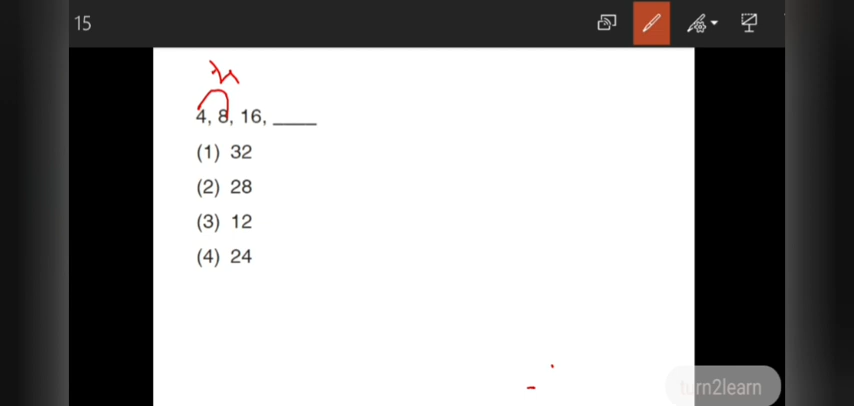 15
4, 8, 16, ____
(1) 32
(2) 28
(3) 12
(4) 24
turn2learn